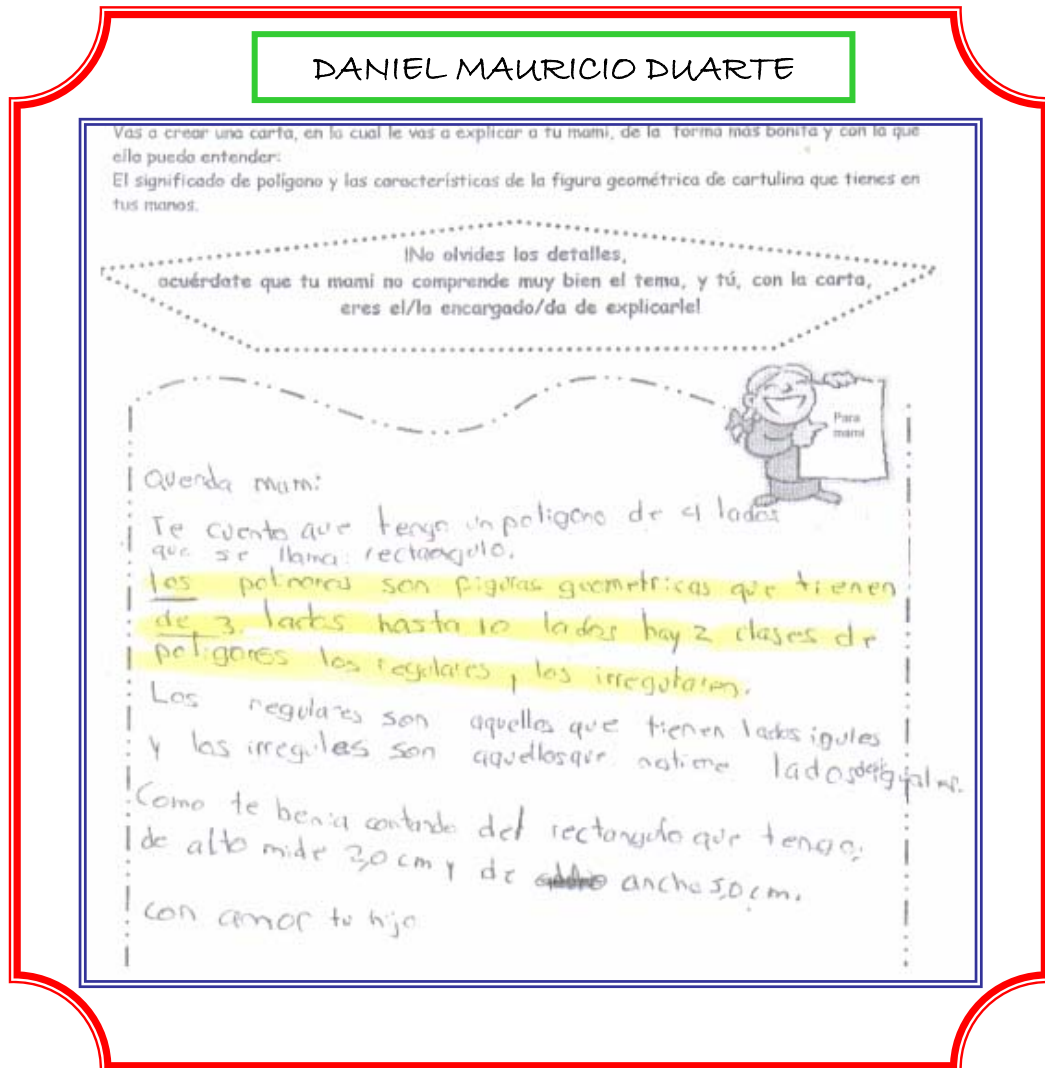 DANIEL MAURICIO DUARTE
Vas a crear una carta, en la cual le vas a explicar a tu mami, de la forma más bonita y con la que
ella pueda entender:
El significado de polígono y las características de la figura geométrica de cartulina que tienes en
tus manos.
!No olvides los detalles,
acuérdate que tu mami no comprende muy bien el tema, y tú, con la carta,
eres el/la encargado/da de explicarle!
Para
mami
Querida mami:
Te cuento que tengo un poligono de 4 lados
que se llama: rectaangulo.
los son figuras geometricas que tienen
de 3 lados hasta 10 lados hay 2 clases de
poligonos los regulares y los irregulares.
Los regulares son aquellos que tienen lados igules
y los irregules son aquellos que lados desiguales.
Como te benia contando del rectangulo que tengo;
de alto mide 3,0 cm y de ancho 5,0 cm.
con amor tu hijo